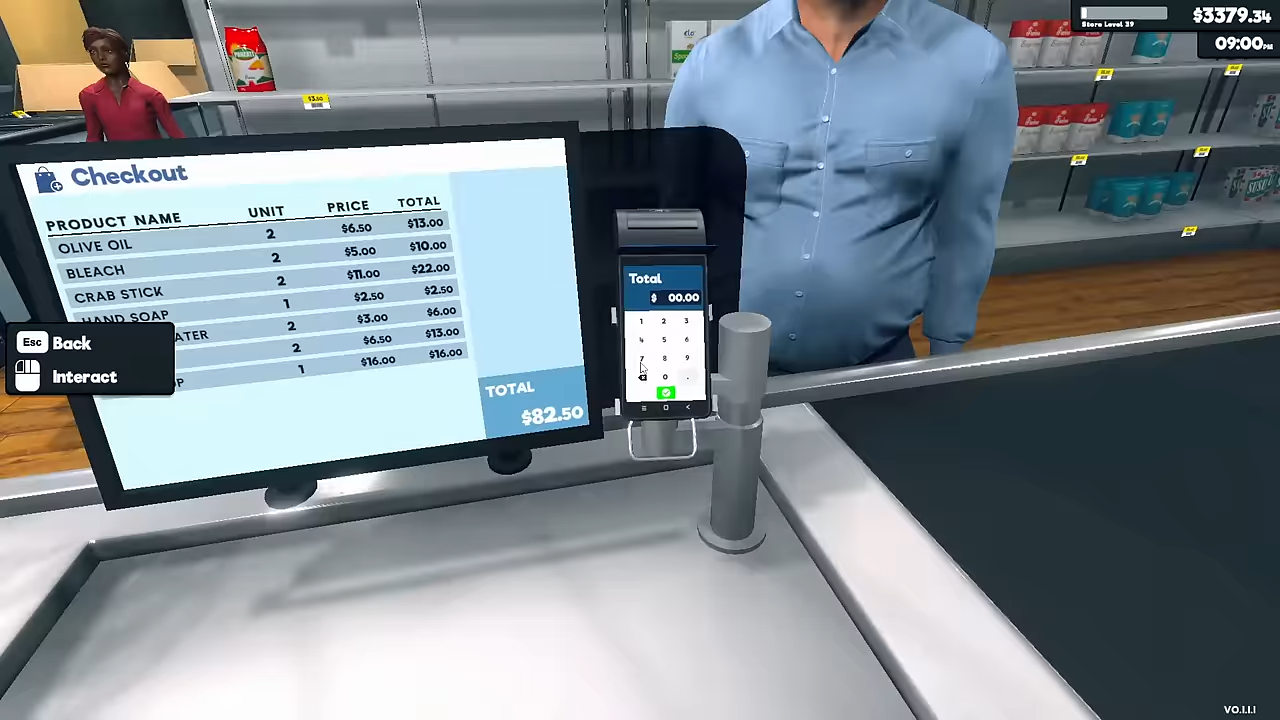 Store Level 39
$3379.34
09:00PM
$3.50
Checkout
PRODUCT NAME UNIT PRICE TOTAL
OLIVE OIL 2 $6.50 $13.00
BLEACH 2 $5.00 $10.00
CRAB STICK 2 $11.00 $22.00
HAND SOAP 1 $2.50 $2.50
ATER 2 $3.00 $6.00
2 $6.50 $13.00
1 $16.00 $16.00
TOTAL
$82.50
Esc Back
Interact
Total
$ 00.00
1 2 3
4 5 6
7 8 9
0 .
V0.1.1.1